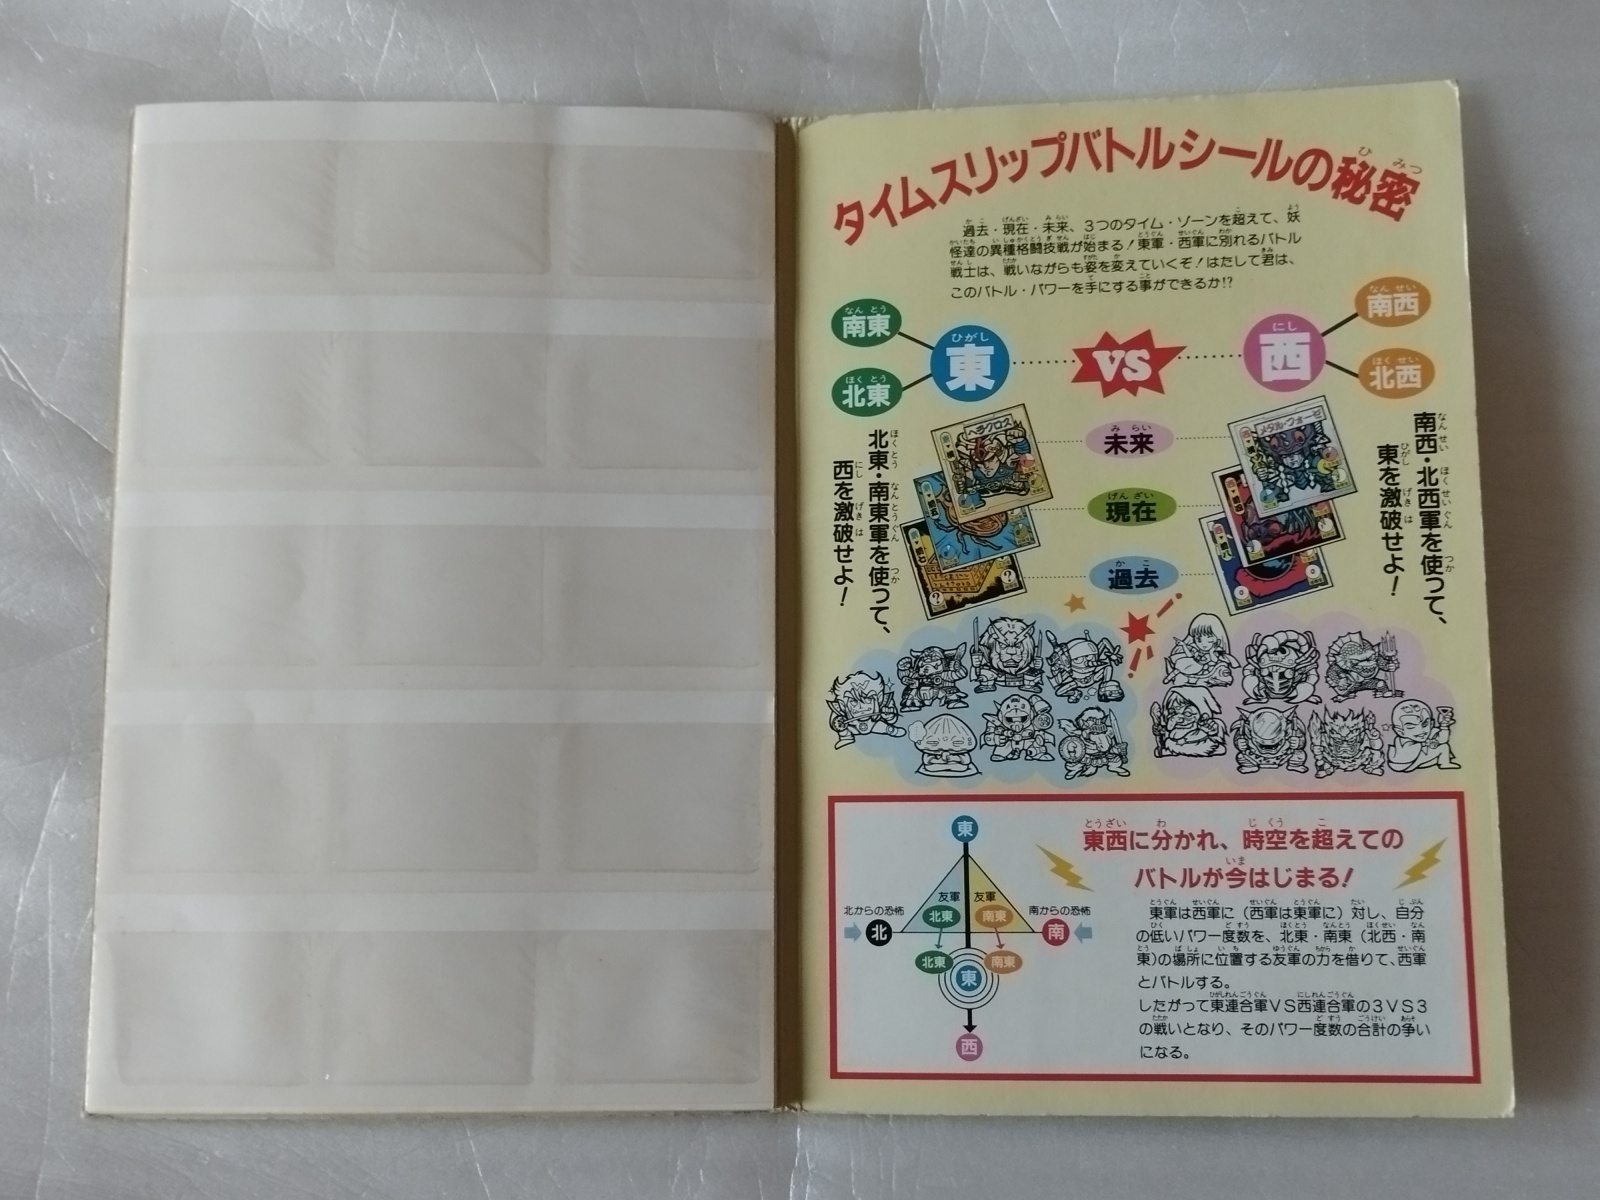 タイムスリップバトルシールの秘密
過去・現在・未来、3つのタイム・ゾーンを超えて、妖
怪達の異種格闘技戦が始まる！東軍・西軍に別れるバトル
戦士は、戦いながらも姿を変えていくぞ！はたして君は、
このバトル・パワーを手にする事ができるか!?
南東
北東
東
VS
西
南西
北西
北東・南東軍を使って、
西を激破せよ！
ヘラクロス
未来
現在
過去
メタル・ウォーゼ
南西・北西軍を使って、
東を激破せよ！
東
友軍
友軍
北東
南東
北からの恐怖
北
南からの恐怖
南
北東
南東
東
西
東西に分かれ、時空を超えての
バトルが今はじまる！
東軍は西軍に（西軍は東軍に）対し、自分
の低いパワー度数を、北東・南東（北西・南
東）の場所に位置する友軍の力を借りて、西軍
とバトルする。
したがって東連合軍VS西連合軍の3VS3
の戦いとなり、そのパワー度数の合計の争い
になる。